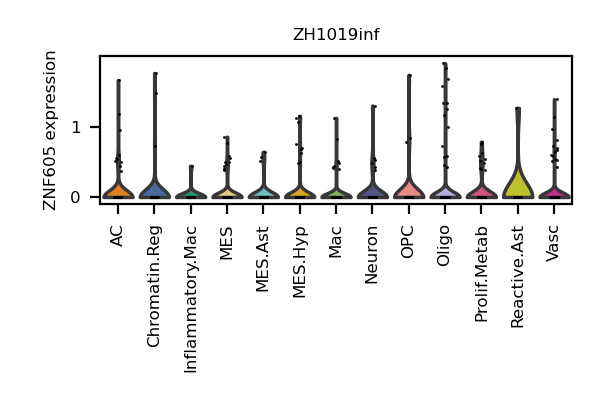 ZH1019inf
ZNF605 expression
1
0
AC
Chromatin.Reg
Inflammatory.Mac
MES
MES.Ast
MES.Hyp
Mac
Neuron
OPC
Oligo
Prolif.Metab
Reactive.Ast
Vasc